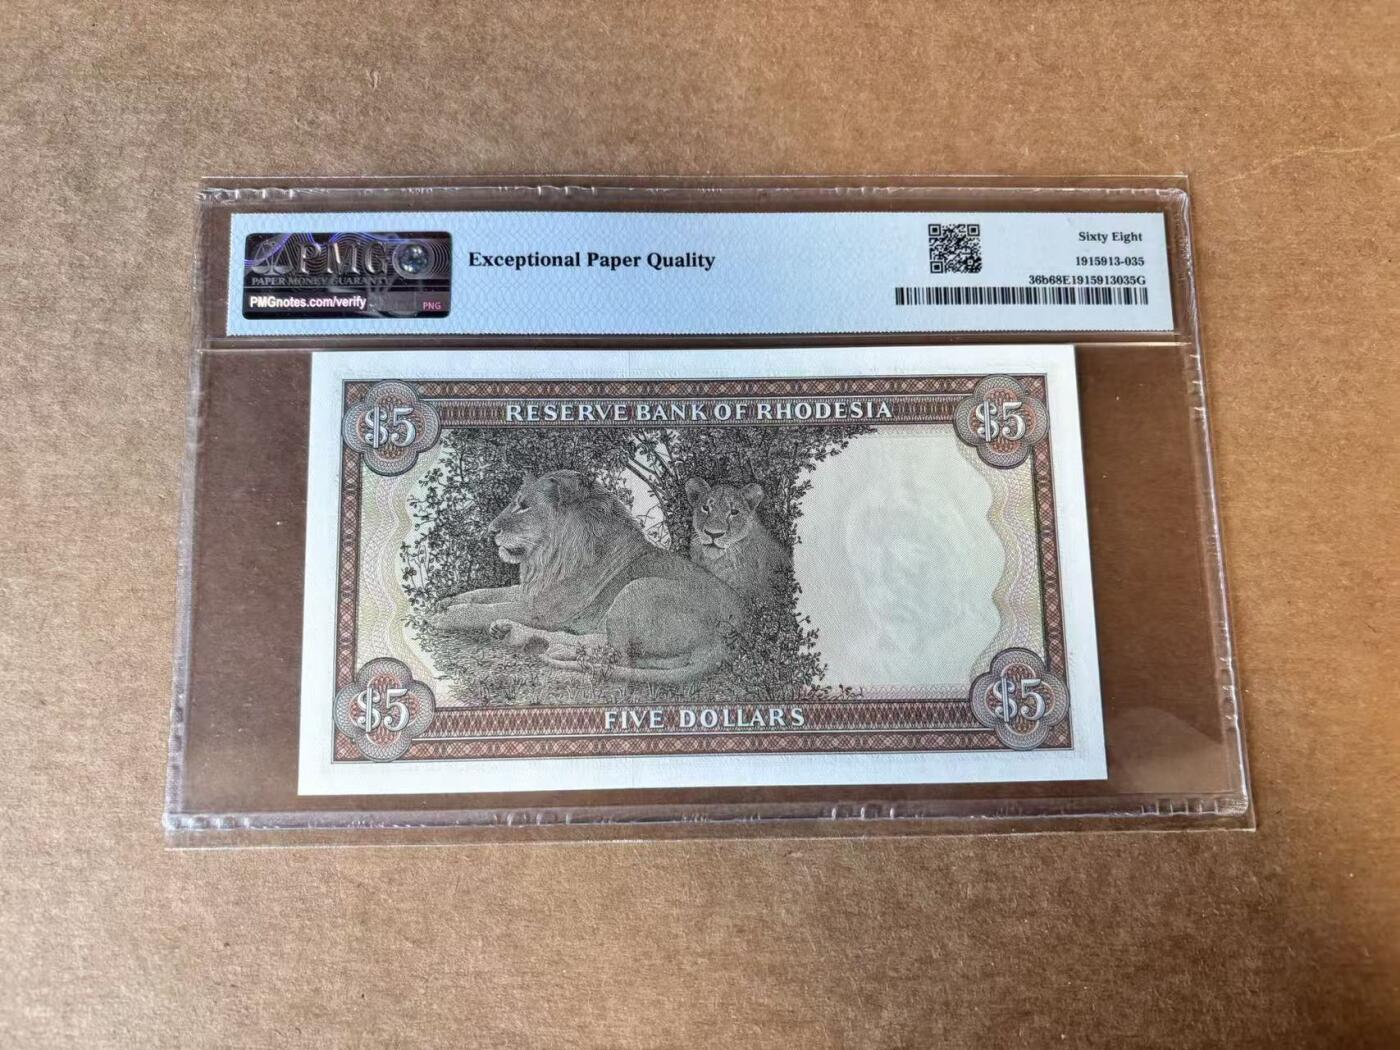 PMG
PAPER MONEY GUARANTY
PMGnotes.com/verify
PNG
Exceptional Paper Quality
Sixty Eight
1915913-035
36b68E1915913035G
RESERVE BANK OF RHODESIA
$5
$5
$5
$5
FIVE DOLLARS